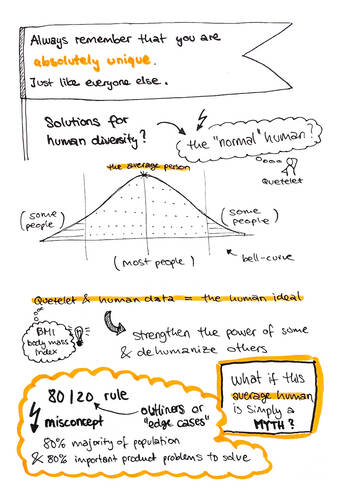 Always remember that you are
absolutely unique.
Just like everyone else.
Solutions for
human diversity?
the "normal" human?
Quetelet
the average person
(some
people)
(some
people)
(most people)
bell-curve
Quetelet & human data = the human ideal
BMI
body mass
index
strengthen the power of some
& dehumanize others
80/20 rule
misconcept
outliners or
"edge cases"
80% majority of population
& 80% important product problems to solve
What if this
average human
is simply a
MYTH?